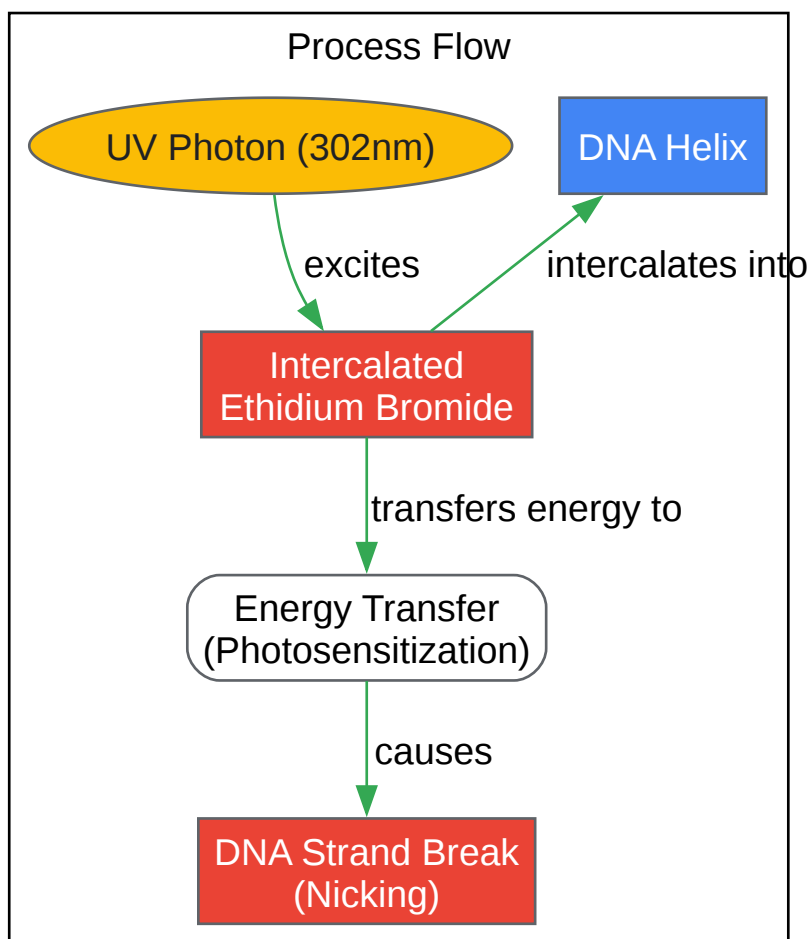 Process Flow
UV Photon (302nm)
DNA Helix
excites
intercalates into
Intercalated
Ethidium Bromide
transfers energy to
Energy Transfer
(Photosensitization)
causes
DNA Strand Break
(Nicking)